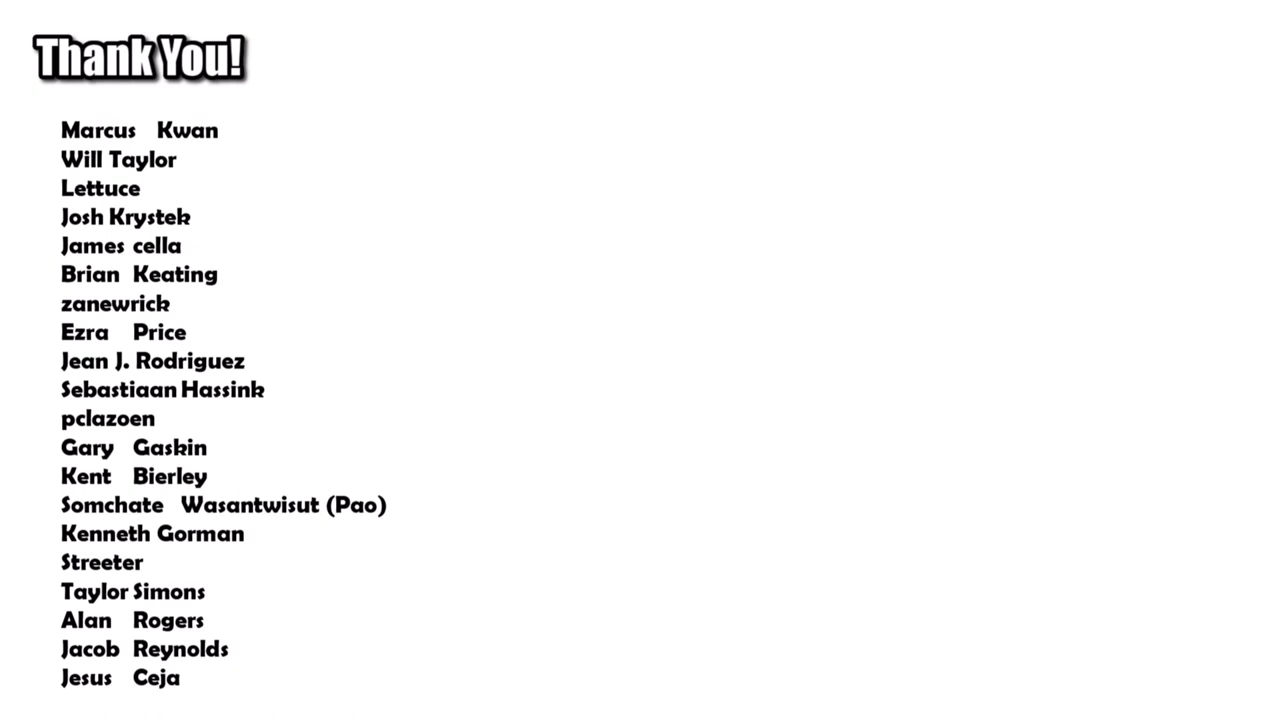 Thank You!
Marcus Kwan
Will Taylor
Lettuce
Josh Krystek
James cella
Brian Keating
zanewrick
Ezra Price
Jean J. Rodriguez
Sebastiaan Hassink
pclazoen
Gary Gaskin
Kent Bierley
Somchate Wasantwisut (Pao)
Kenneth Gorman
Streeter
Taylor Simons
Alan Rogers
Jacob Reynolds
Jesus Ceja